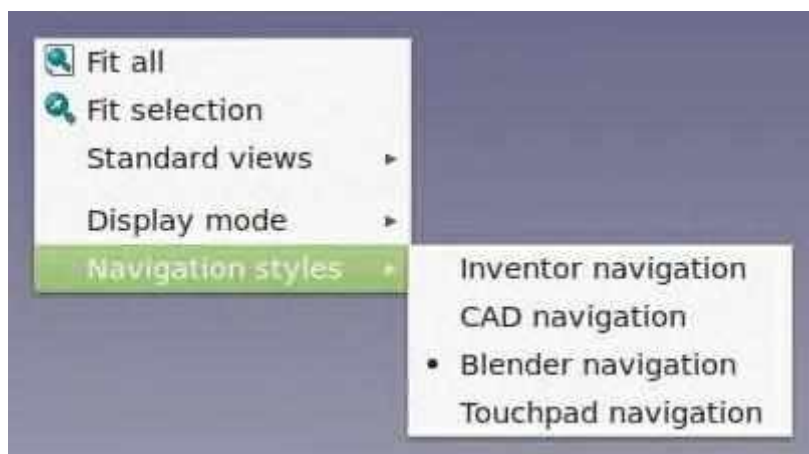 Fit all
Fit selection
Standard views
Display mode
Navigation styles
Inventor navigation
CAD navigation
Blender navigation
Touchpad navigation